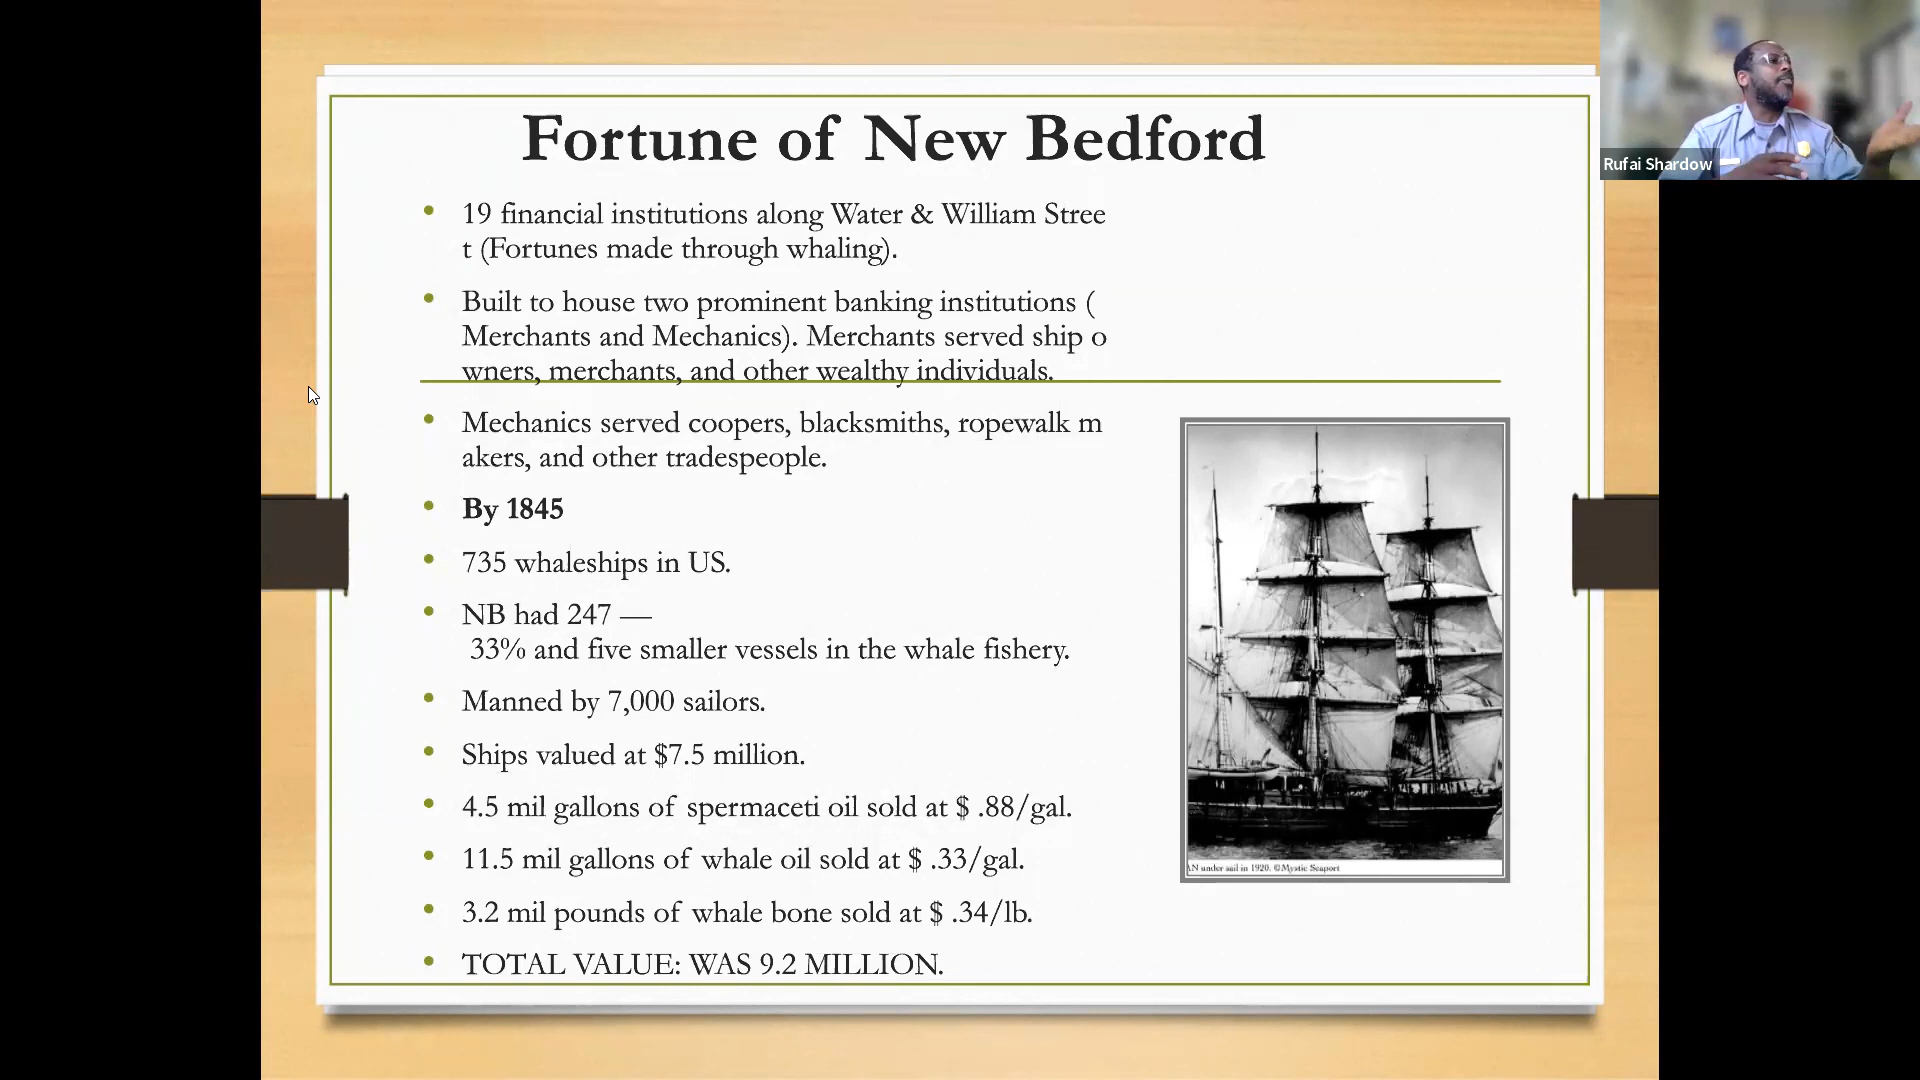 Fortune of New Bedford
Rufai Shardow
• 19 financial institutions along Water & William Stree
t (Fortunes made through whaling).
• Built to house two prominent banking institutions (
Merchants and Mechanics). Merchants served ship o
wners, merchants, and other wealthy individuals.
• Mechanics served coopers, blacksmiths, ropewalk m
akers, and other tradespeople.
• By 1845
• 735 whaleships in US.
• NB had 247 —
33% and five smaller vessels in the whale fishery.
• Manned by 7,000 sailors.
• Ships valued at $7.5 million.
• 4.5 mil gallons of spermaceti oil sold at $ .88/gal.
• 11.5 mil gallons of whale oil sold at $ .33/gal.
• 3.2 mil pounds of whale bone sold at $ .34/lb.
• TOTAL VALUE: WAS 9.2 MILLION.
AN under sail in 1920. ©Mystic Seaport